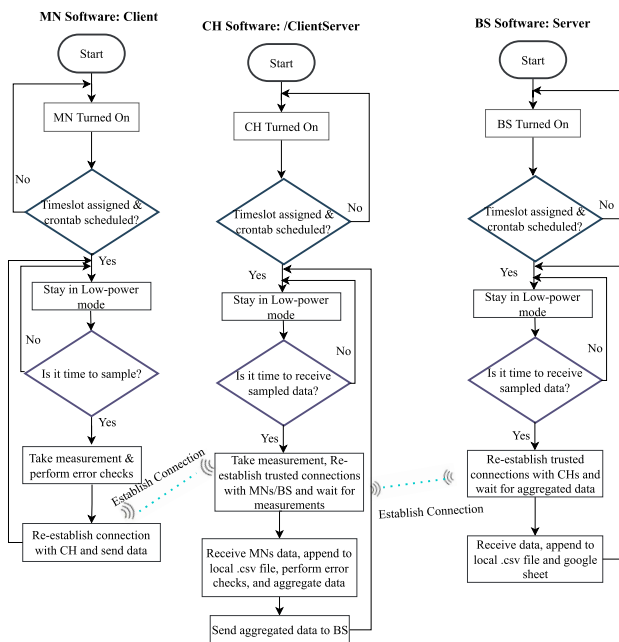 MN Software: Client
Start
MN Turned On
No
Timeslot assigned &
crontab scheduled?
Yes
Stay in Low-power
mode
No
Is it time to sample?
Yes
Take measurement &
perform error checks
Re-establish connection
with CH and send data
Establish Connection
CH Software: /ClientServer
Start
CH Turned On
No
Timeslot assigned &
crontab scheduled?
Yes
Stay in Low-power
mode
No
Is it time to receive
sampled data?
Yes
Take measurement, Re-
establish trusted connections
with MNs/BS and wait for
measurements
Receive MNs data, append to
local .csv file, perform error
checks, and aggregate data
Send aggregated data to BS
Establish Connection
BS Software: Server
Start
BS Turned On
No
Timeslot assigned &
crontab scheduled?
Yes
Stay in Low-power
mode
No
Is it time to receive
sampled data?
Yes
Re-establish trusted
connections with CHs and
wait for aggregated data
Receive data, append to
local .csv file and google
sheet